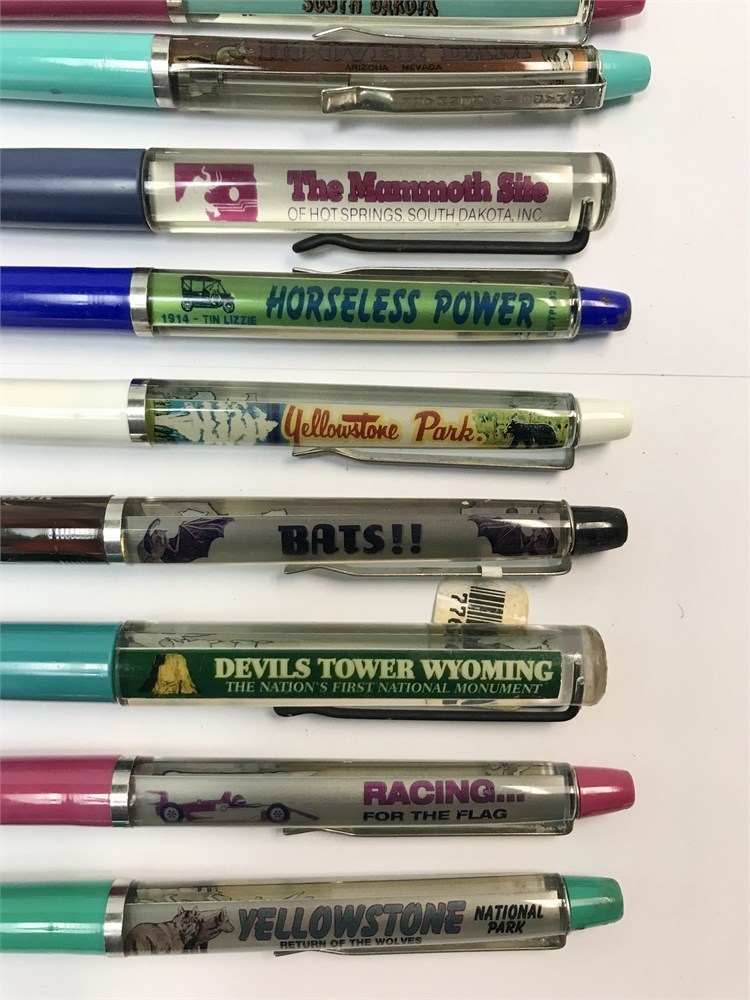 SOUTH DAKOTA
HOOVER DAM
ARIZONA NEVADA
The Mammoth Site
OF HOT SPRINGS, SOUTH DAKOTA, INC.
HORSELESS POWER
1914 - TIN LIZZIE
Yellowstone Park.
BATS!!
DEVILS TOWER WYOMING
THE NATION'S FIRST NATIONAL MONUMENT
RACING...
FOR THE FLAG
YELLOWSTONE NATIONAL
PARK
RETURN OF THE WOLVES